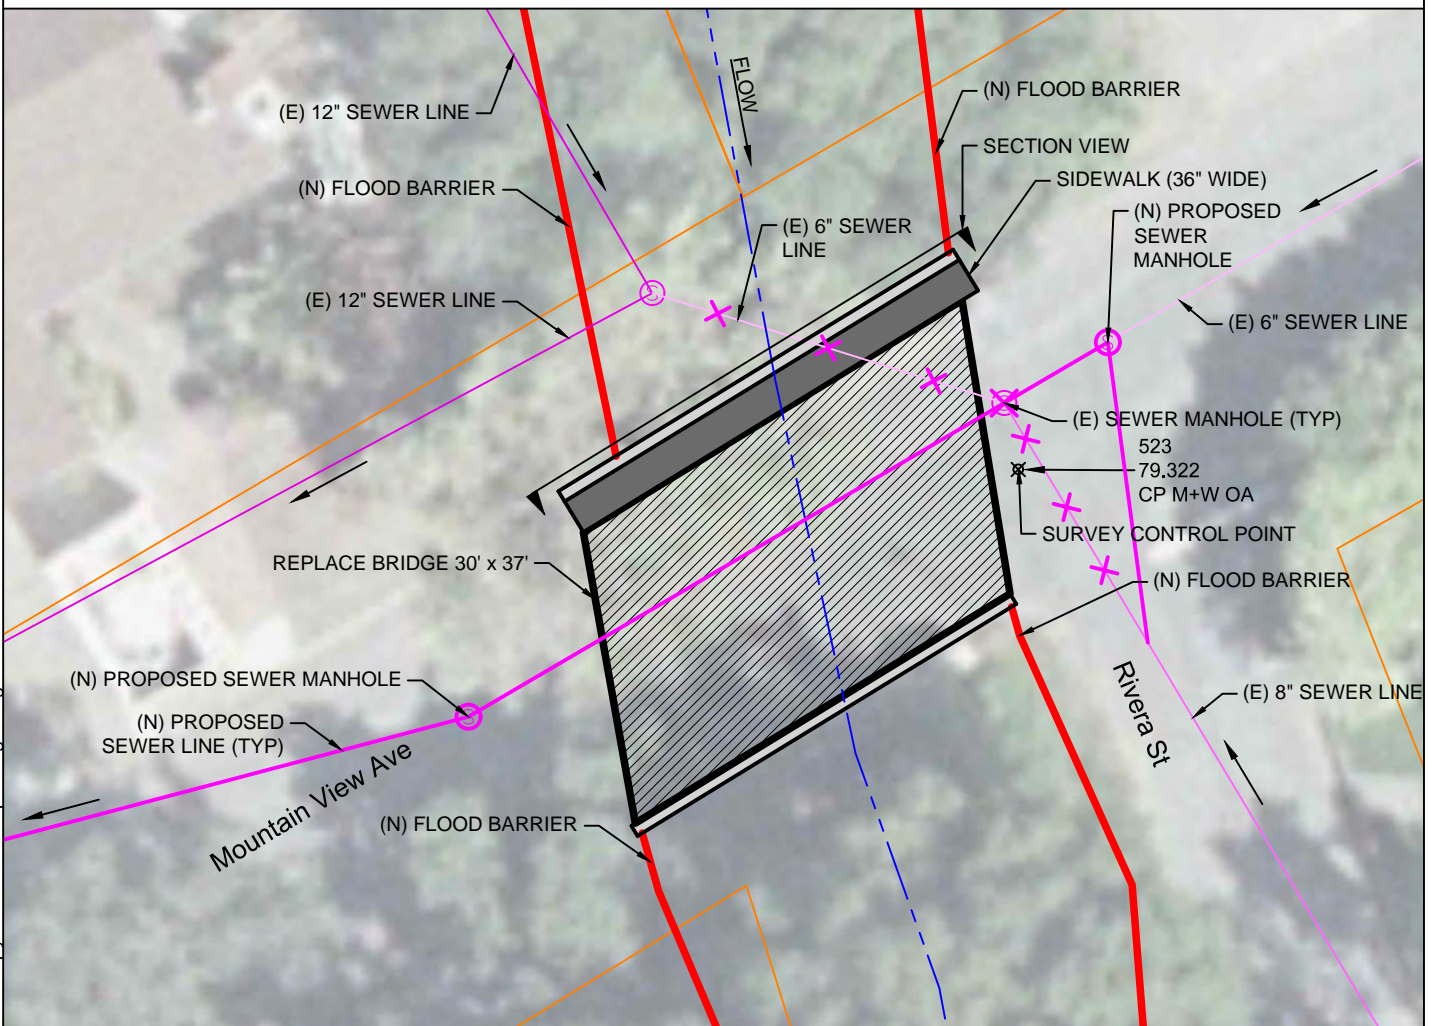 FLOW
(N) FLOOD BARRIER
(E) 12" SEWER LINE
SECTION VIEW
SIDEWALK (36" WIDE)
(N) FLOOD BARRIER
(N) PROPOSED
SEWER
MANHOLE
(E) 6" SEWER
LINE
(E) 12" SEWER LINE
(E) 6" SEWER LINE
(E) SEWER MANHOLE (TYP)
523
79.322
CP M+W OA
SURVEY CONTROL POINT
REPLACE BRIDGE 30' x 37'
(N) FLOOD BARRIER
(N) PROPOSED SEWER MANHOLE
(E) 8" SEWER LINE
Rivera St
(N) PROPOSED
SEWER LINE (TYP)
Mountain View Ave
(N) FLOOD BARRIER